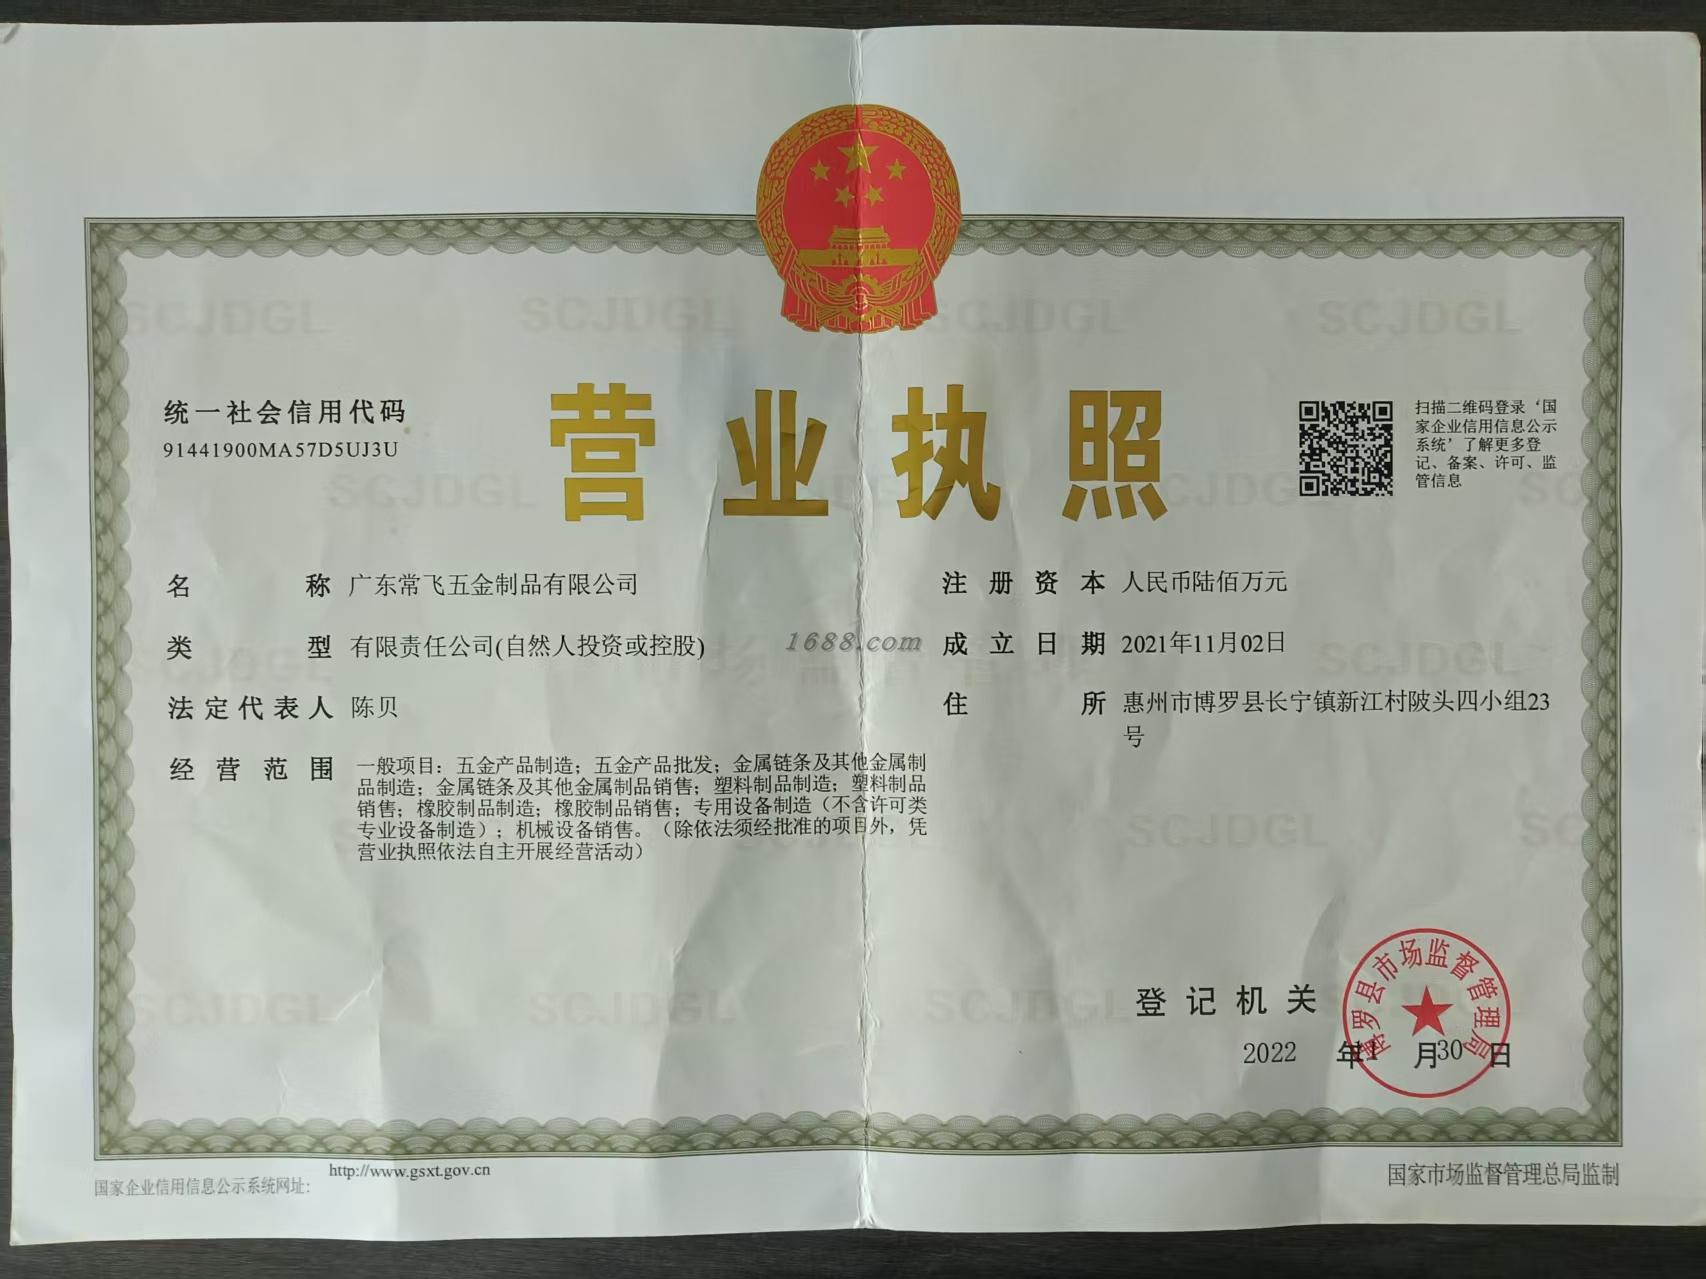 统一社会信用代码
91441900MA57D5UJ3U
营业执照
扫描二维码登录‘国
家企业信用信息公示
系统’了解更多登
记、备案、许可、监
管信息
名称 广东常飞五金制品有限公司
类型 有限责任公司(自然人投资或控股)
法定代表人 陈贝
经营范围 一般项目：五金产品制造；五金产品批发；金属链条及其他金属制
品制造；金属链条及其他金属制品销售；塑料制品制造；塑料制品
销售；橡胶制品制造；橡胶制品销售；专用设备制造（不含许可类
专业设备制造）；机械设备销售。（除依法须经批准的项目外，凭
营业执照依法自主开展经营活动）
1688.com
注册资本 人民币陆佰万元
成立日期 2021年11月02日
住所 惠州市博罗县长宁镇新江村陂头四小组23
号
登记机关
博罗县市场监督管理局
2022 年11 月30 日
国家企业信用信息公示系统网址：
http://www.gsxt.gov.cn
国家市场监督管理总局监制
SCJDGL